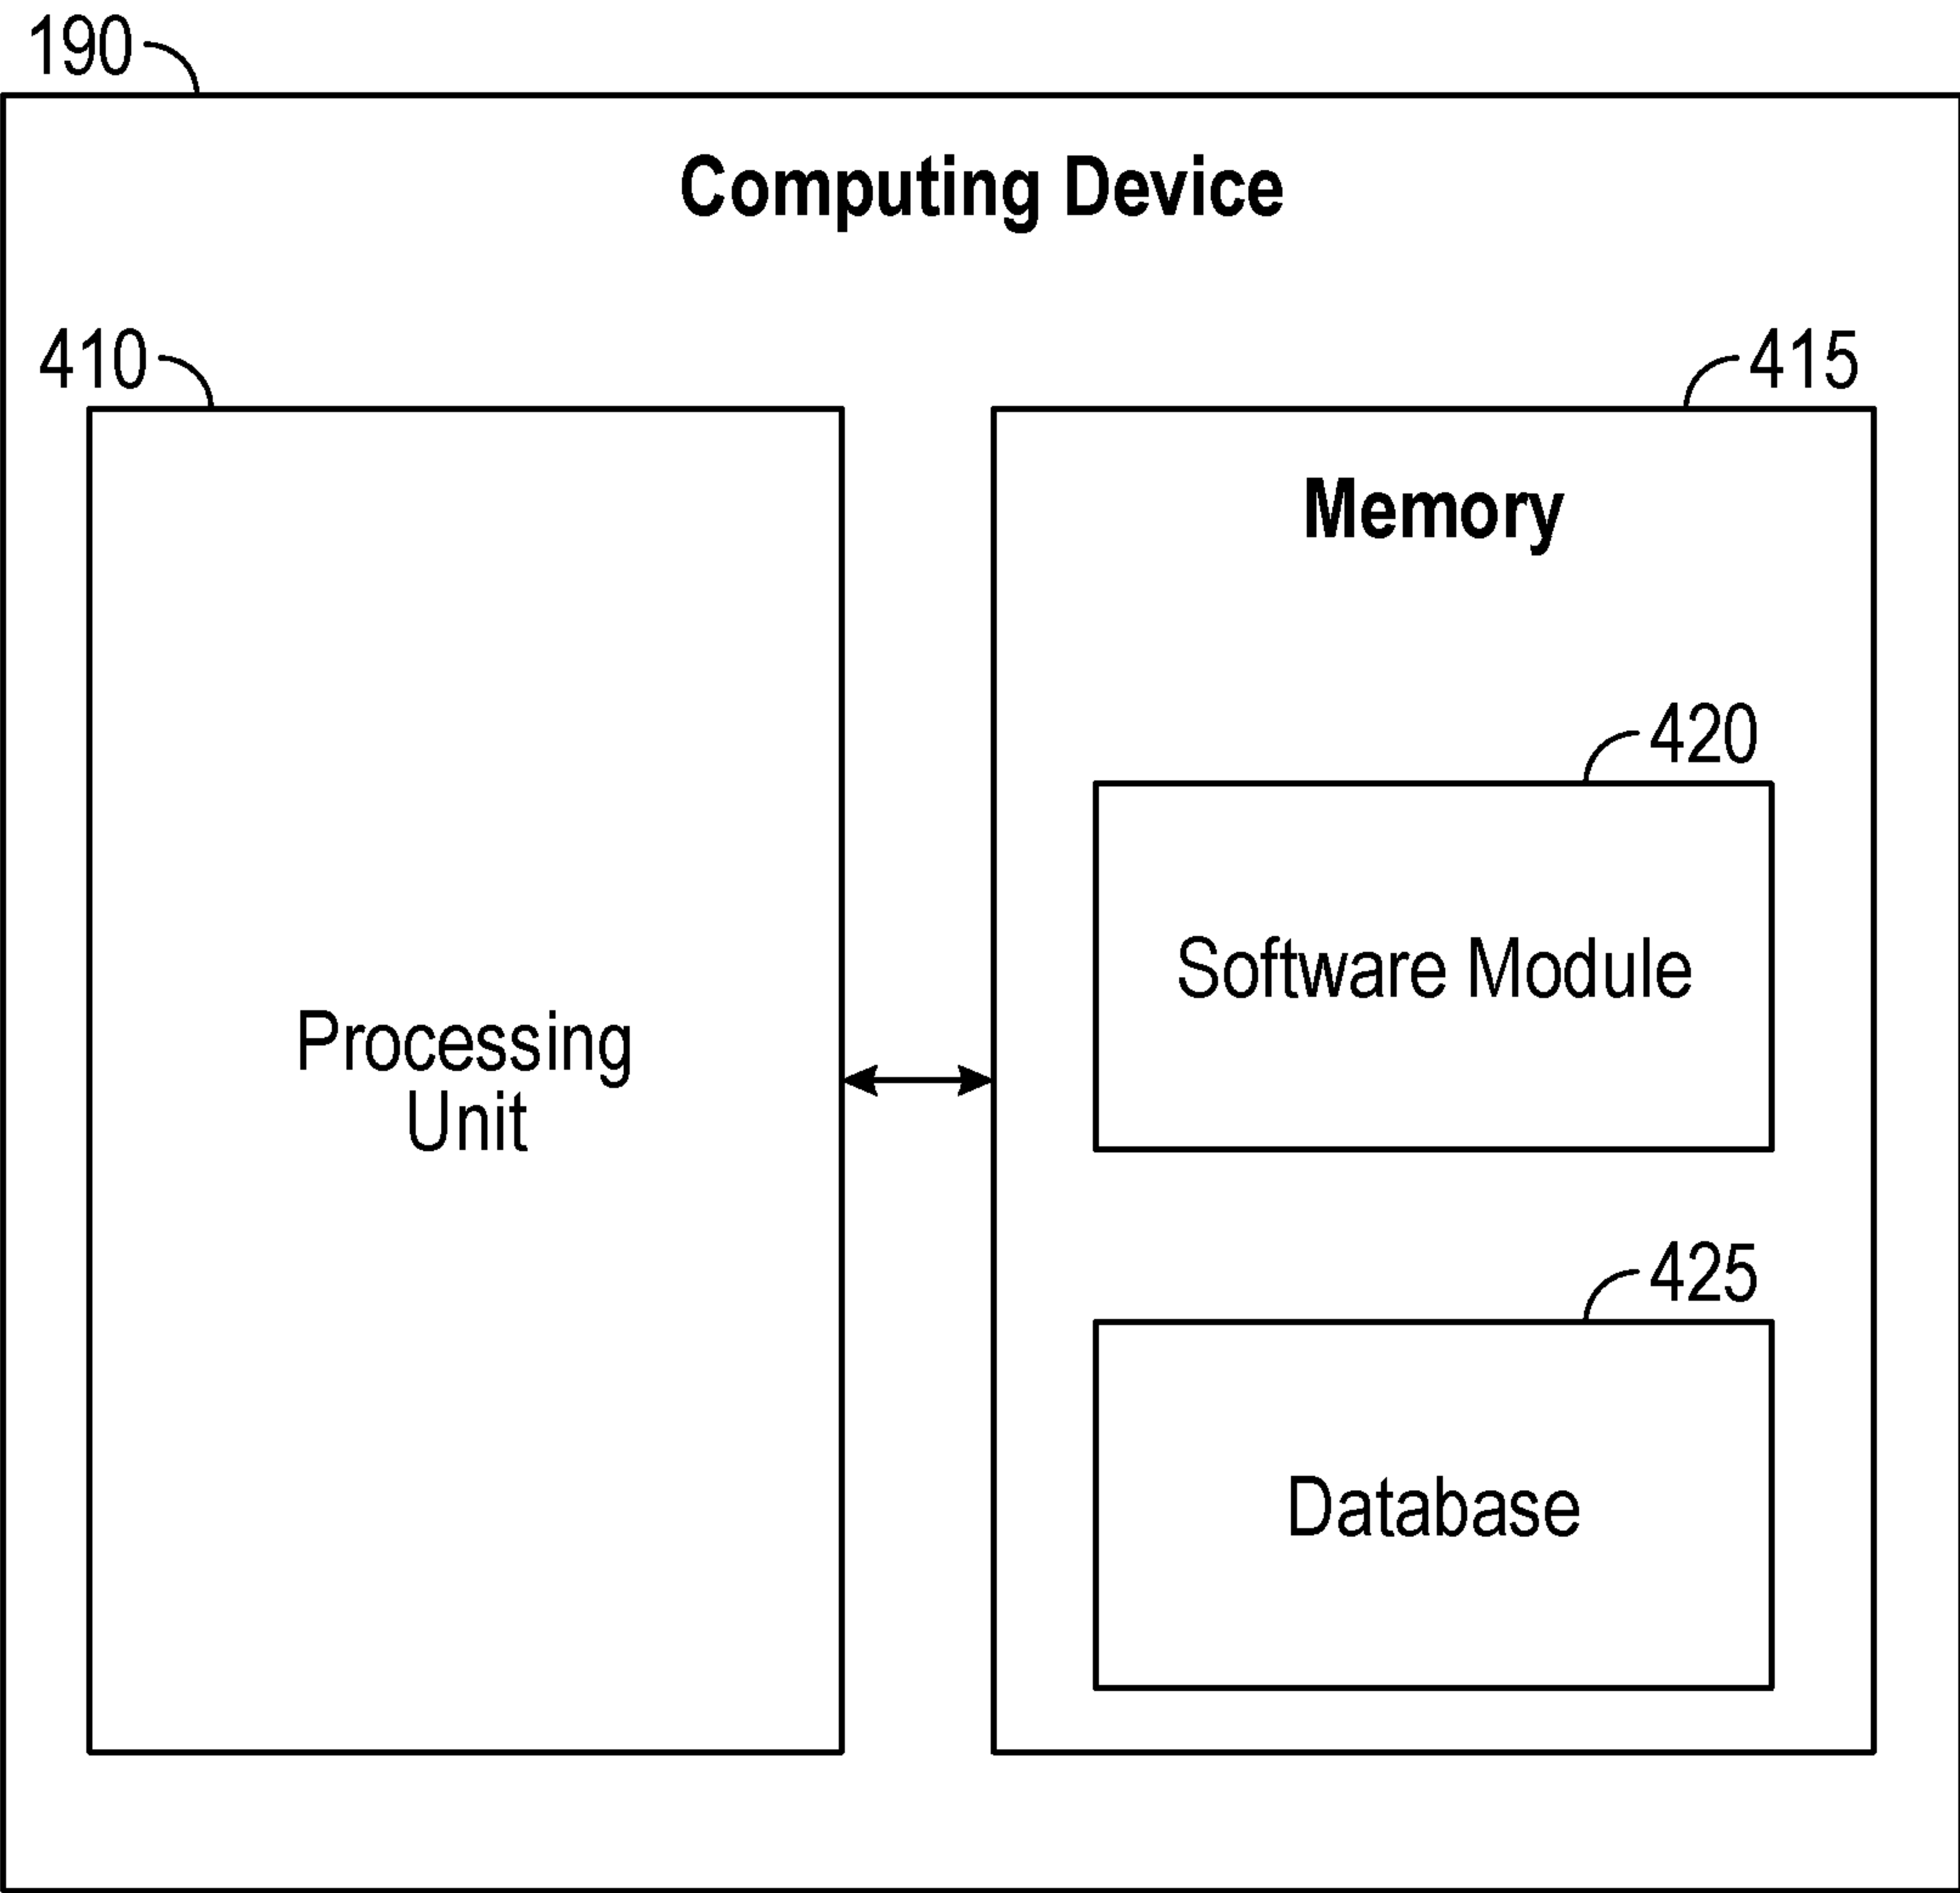 190
Computing Device
410
415
Memory
420
Software Module
Processing
Unit
425
Database